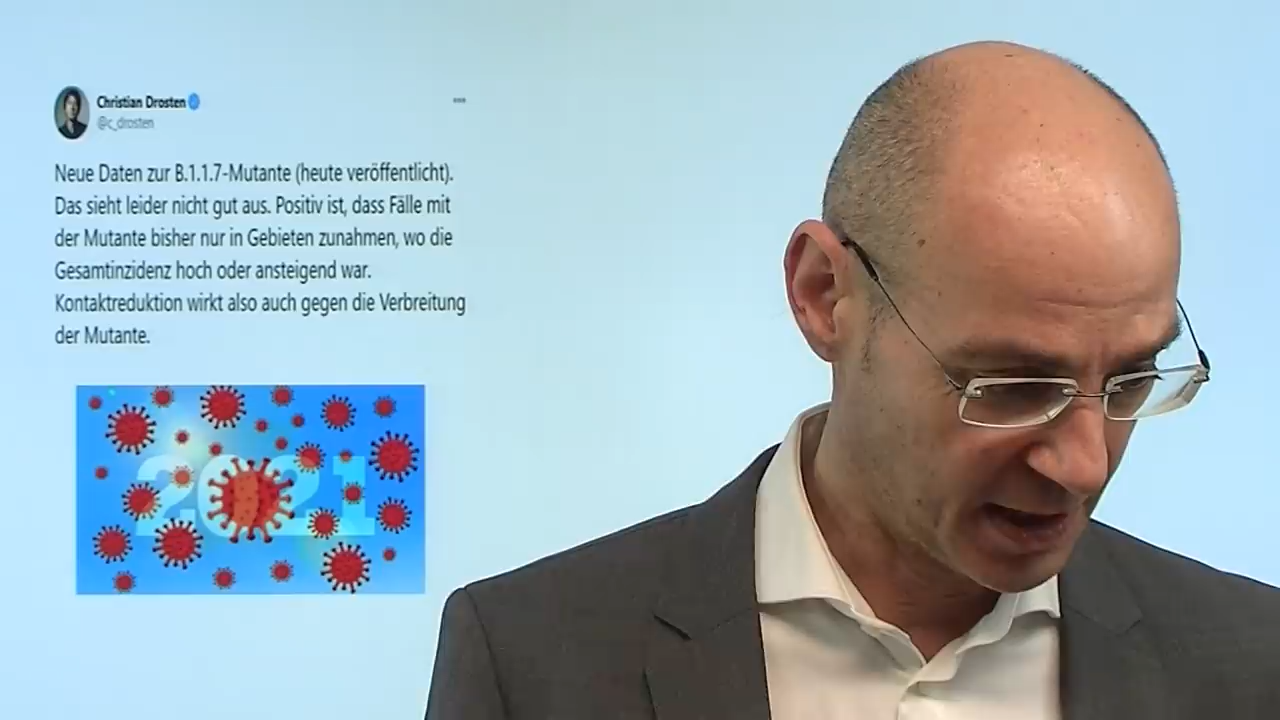 Christian Drosten
@c_drosten
Neue Daten zur B.1.1.7-Mutante (heute veröffentlicht).
Das sieht leider nicht gut aus. Positiv ist, dass Fälle mit
der Mutante bisher nur in Gebieten zunahmen, wo die
Gesamtinzidenz hoch oder ansteigend war.
Kontaktreduktion wirkt also auch gegen die Verbreitung
der Mutante.
2021